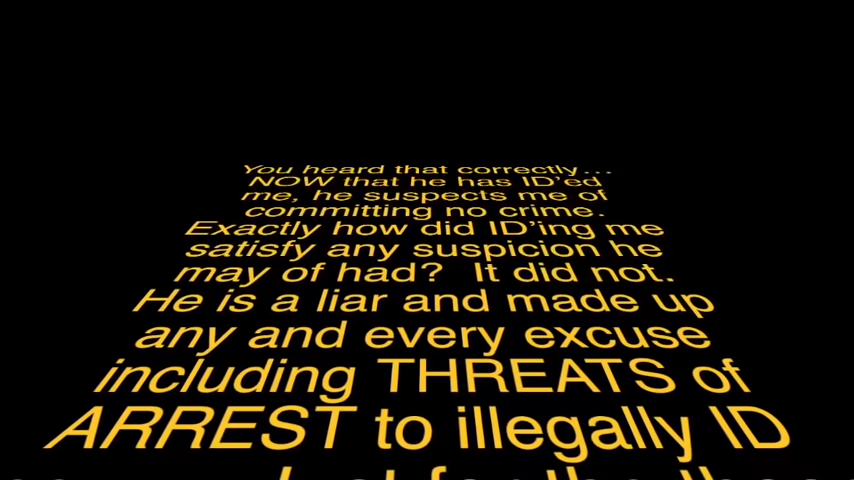 You heard that correctly...
NOW that he has ID'ed
me, he suspects me of
committing no crime.
Exactly how did ID'ing me
satisfy any suspicion he
may of had?  It did not.
He is a liar and made up
any and every excuse
including THREATS of
ARREST to illegally ID